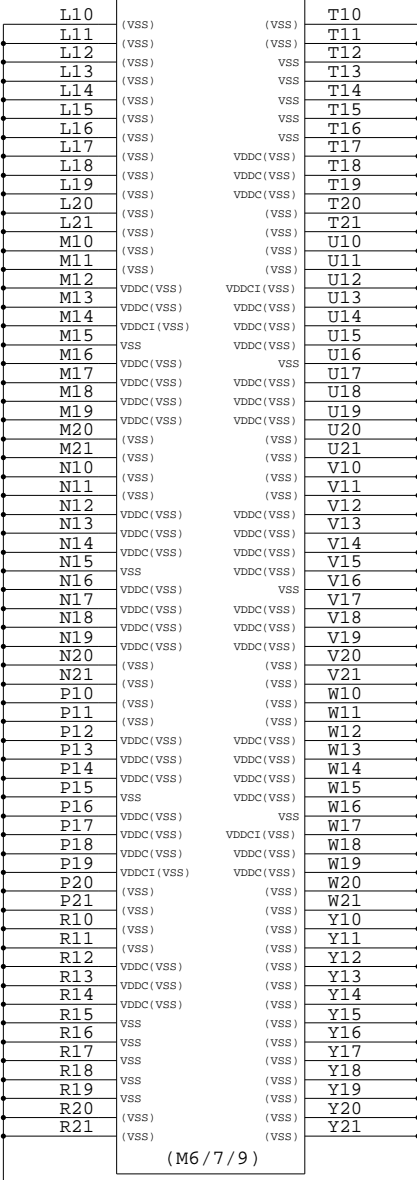 L10 (VSS) (VSS) T10
L11 (VSS) (VSS) T11
L12 (VSS) VSS T12
L13 (VSS) VSS T13
L14 (VSS) VSS T14
L15 (VSS) VSS T15
L16 (VSS) VSS T16
L17 (VSS) VDDC(VSS) T17
L18 (VSS) VDDC(VSS) T18
L19 (VSS) VDDC(VSS) T19
L20 (VSS) (VSS) T20
L21 (VSS) (VSS) T21
M10 (VSS) (VSS) U10
M11 (VSS) (VSS) U11
M12 VDDC(VSS) VDDCI(VSS) U12
M13 VDDC(VSS) VDDC(VSS) U13
M14 VDDCI(VSS) VDDC(VSS) U14
M15 VSS VDDC(VSS) U15
M16 VDDC(VSS) VSS U16
M17 VDDC(VSS) VDDC(VSS) U17
M18 VDDC(VSS) VDDC(VSS) U18
M19 VDDC(VSS) VDDC(VSS) U19
M20 (VSS) (VSS) U20
M21 (VSS) (VSS) U21
N10 (VSS) (VSS) V10
N11 (VSS) (VSS) V11
N12 VDDC(VSS) VDDC(VSS) V12
N13 VDDC(VSS) VDDC(VSS) V13
N14 VDDC(VSS) VDDC(VSS) V14
N15 VSS VDDC(VSS) V15
N16 VDDC(VSS) VSS V16
N17 VDDC(VSS) VDDC(VSS) V17
N18 VDDC(VSS) VDDC(VSS) V18
N19 VDDC(VSS) VDDC(VSS) V19
N20 (VSS) (VSS) V20
N21 (VSS) (VSS) V21
P10 (VSS) (VSS) W10
P11 (VSS) (VSS) W11
P12 VDDC(VSS) VDDC(VSS) W12
P13 VDDC(VSS) VDDC(VSS) W13
P14 VDDC(VSS) VDDC(VSS) W14
P15 VSS VDDC(VSS) W15
P16 VDDC(VSS) VSS W16
P17 VDDC(VSS) VDDCI(VSS) W17
P18 VDDC(VSS) VDDC(VSS) W18
P19 VDDCI(VSS) VDDC(VSS) W19
P20 (VSS) (VSS) W20
P21 (VSS) (VSS) W21
R10 (VSS) (VSS) Y10
R11 (VSS) (VSS) Y11
R12 VDDC(VSS) (VSS) Y12
R13 VDDC(VSS) (VSS) Y13
R14 VDDC(VSS) (VSS) Y14
R15 VSS (VSS) Y15
R16 VSS (VSS) Y16
R17 VSS (VSS) Y17
R18 VSS (VSS) Y18
R19 VSS (VSS) Y19
R20 (VSS) (VSS) Y20
R21 (VSS) (VSS) Y21
(M6/7/9)